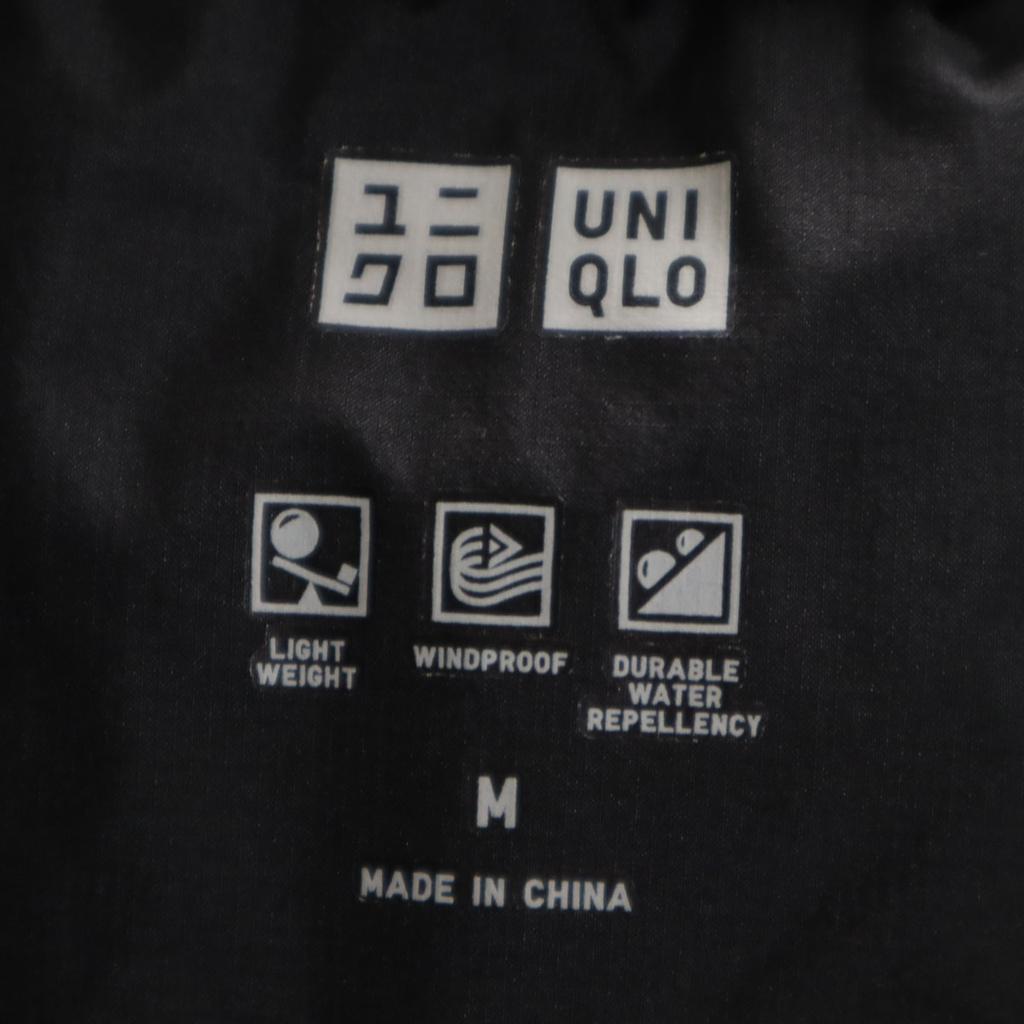 ユニ
クロ
UNI
QLO
LIGHT
WEIGHT
WINDPROOF
DURABLE
WATER
REPELLENCY
M
MADE IN CHINA